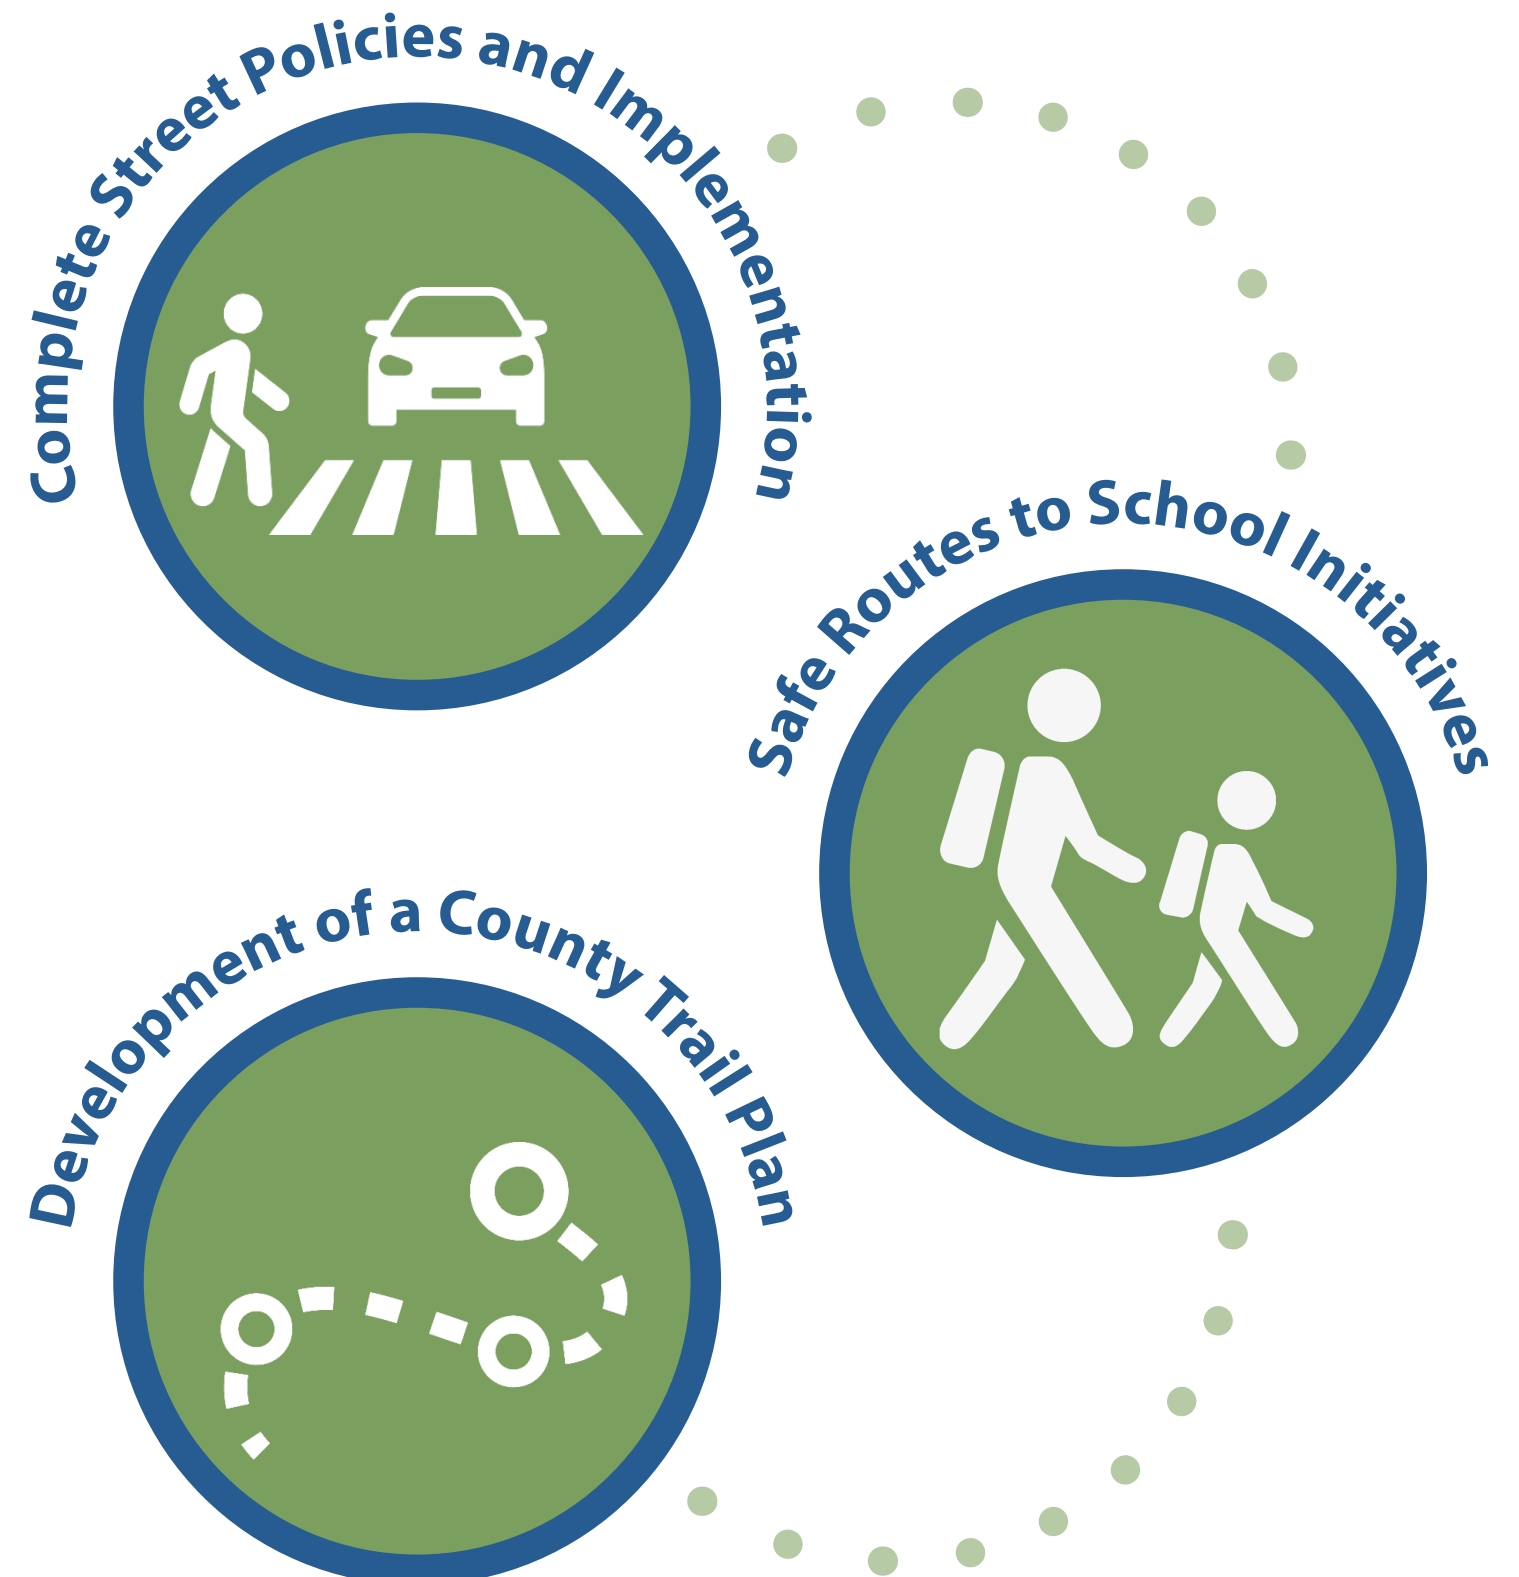 Complete Street Policies and Implementation
Safe Routes to School Initiatives
Development of a County Trail Plan